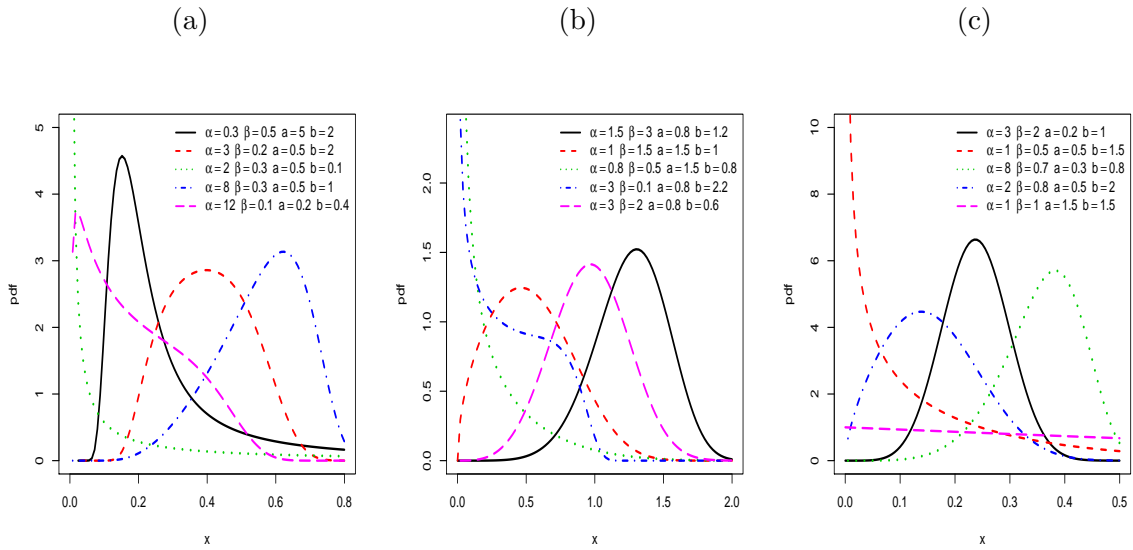 (a)
(b)
(c)
α = 0.3 β = 0.5 a = 5 b = 2
α = 3 β = 0.2 a = 0.5 b = 2
α = 2 β = 0.3 a = 0.5 b = 0.1
α = 8 β = 0.3 a = 0.5 b = 1
α = 12 β = 0.1 a = 0.2 b = 0.4
5
4
3
2
1
0
pdf
0.0 0.2 0.4 0.6 0.8
x
α = 1.5 β = 3 a = 0.8 b = 1.2
α = 1 β = 1.5 a = 1.5 b = 1
α = 0.8 β = 0.5 a = 1.5 b = 0.8
α = 3 β = 0.1 a = 0.8 b = 2.2
α = 3 β = 2 a = 0.8 b = 0.6
2.0
1.5
1.0
0.5
0.0
pdf
0.0 0.5 1.0 1.5 2.0
x
α = 3 β = 2 a = 0.2 b = 1
α = 1 β = 0.5 a = 0.5 b = 1.5
α = 8 β = 0.7 a = 0.3 b = 0.8
α = 2 β = 0.8 a = 0.5 b = 2
α = 1 β = 1 a = 1.5 b = 1.5
10
8
6
4
2
0
pdf
0.0 0.1 0.2 0.3 0.4 0.5
x